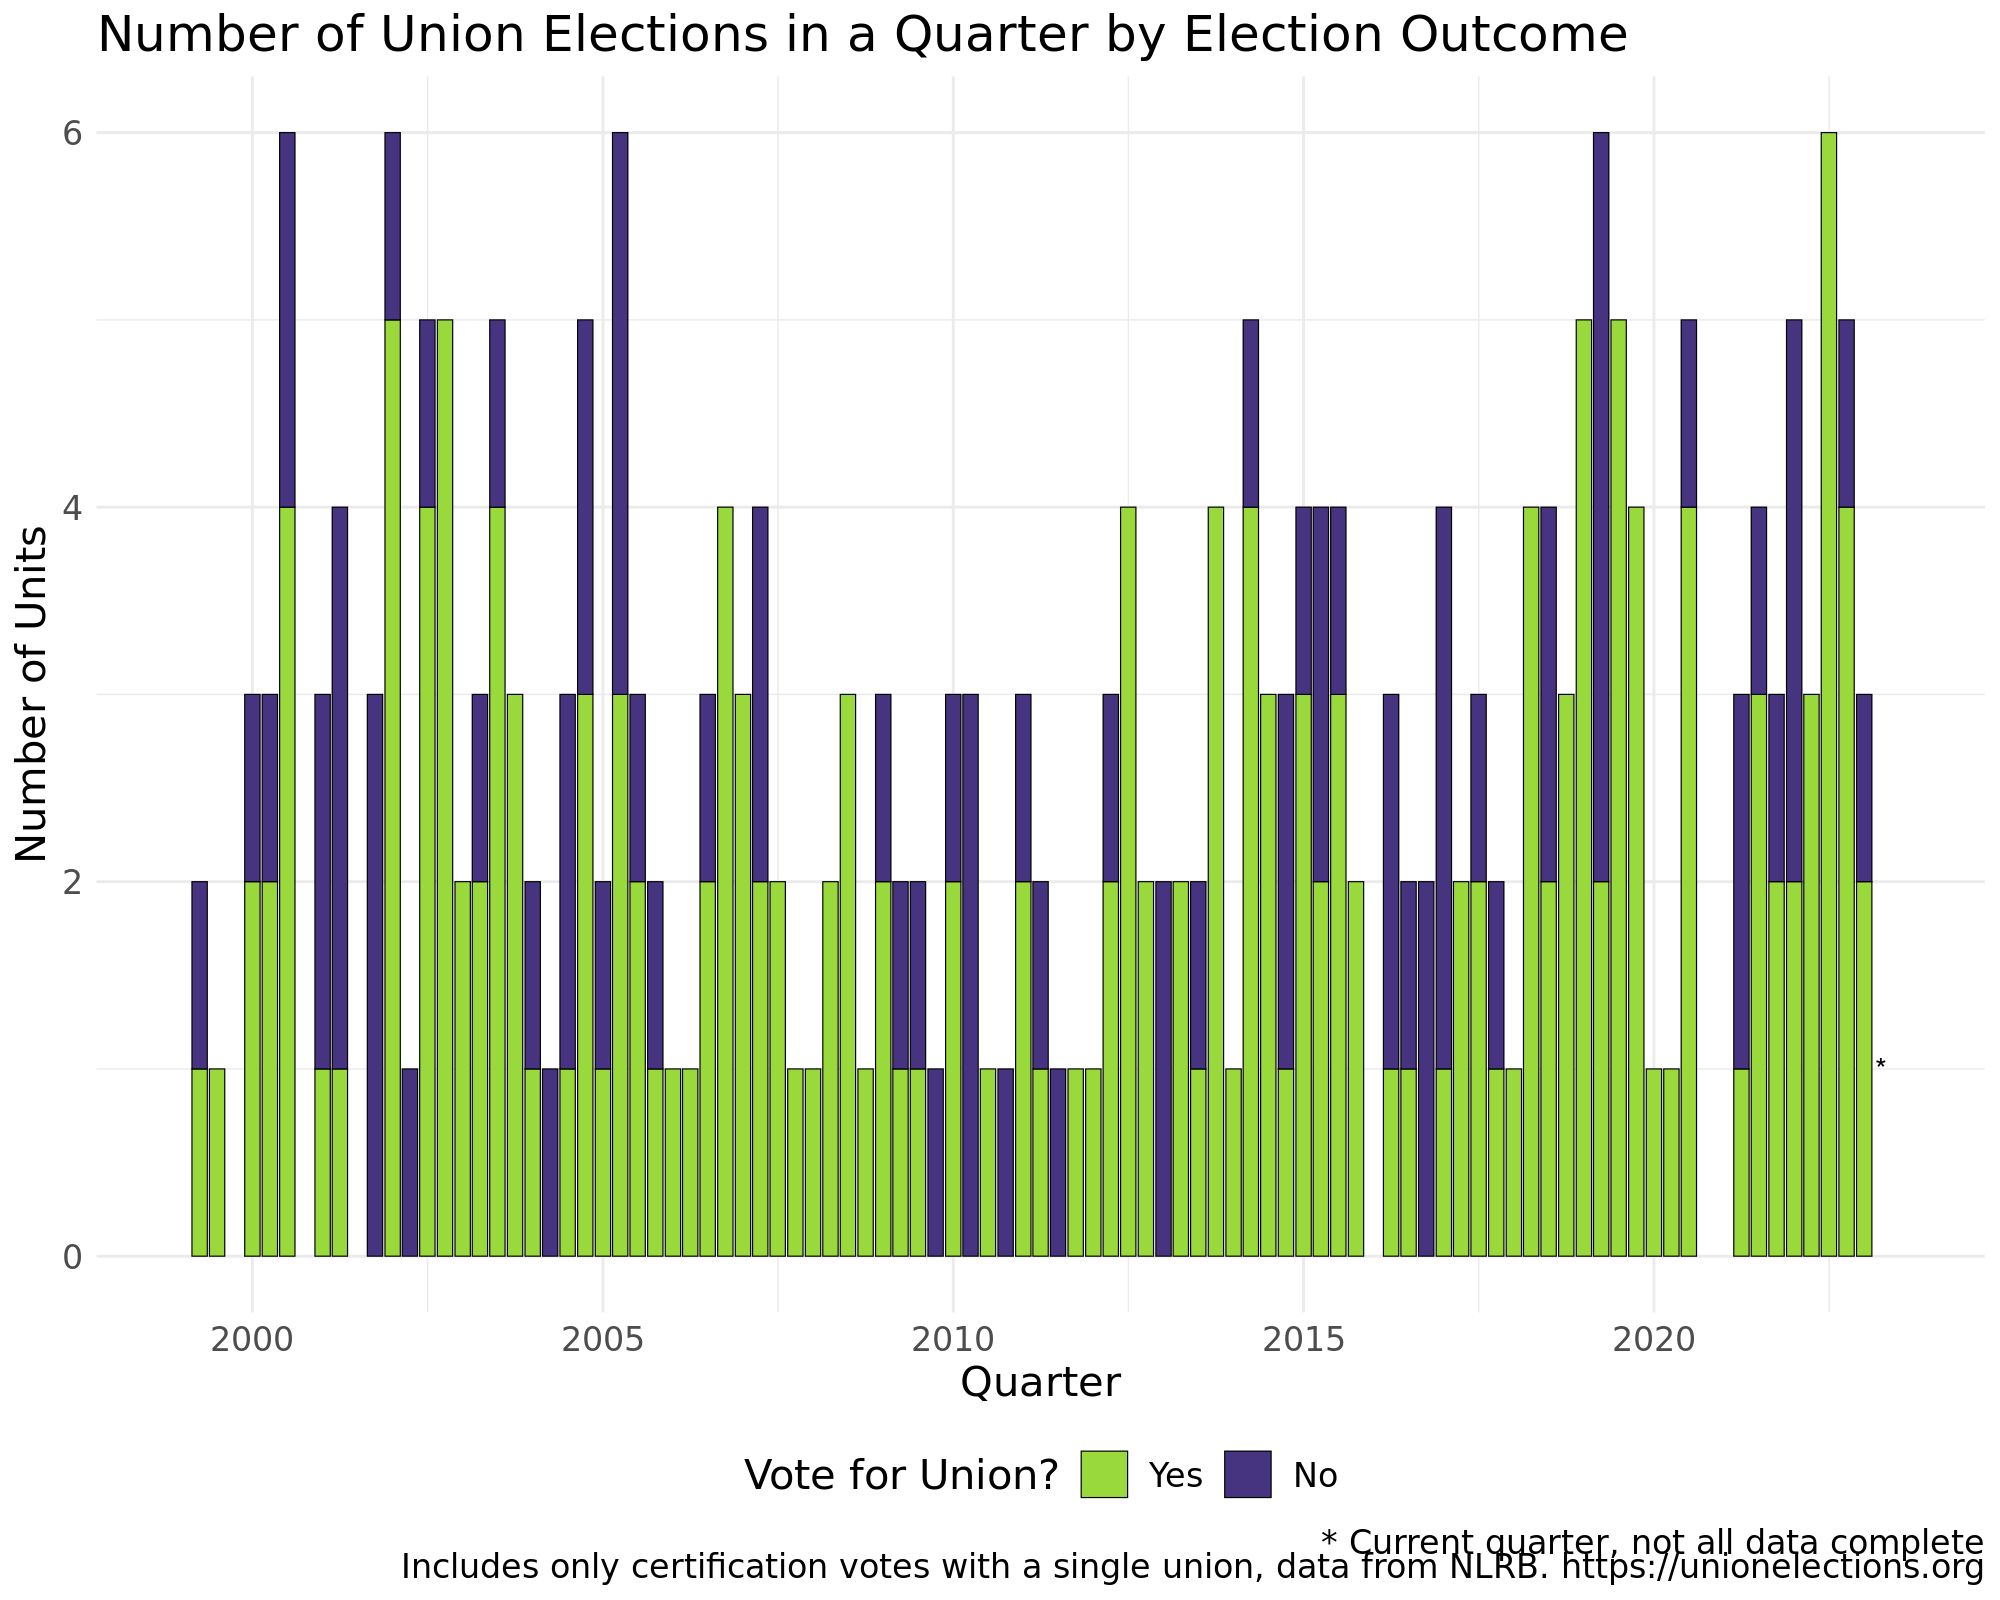 Number of Union Elections in a Quarter by Election Outcome
Number of Units
6
4
2
0
*
2000 2005 2010 2015 2020
Quarter
Vote for Union? Yes No
* Current quarter, not all data complete
Includes only certification votes with a single union, data from NLRB. https://unionelections.org